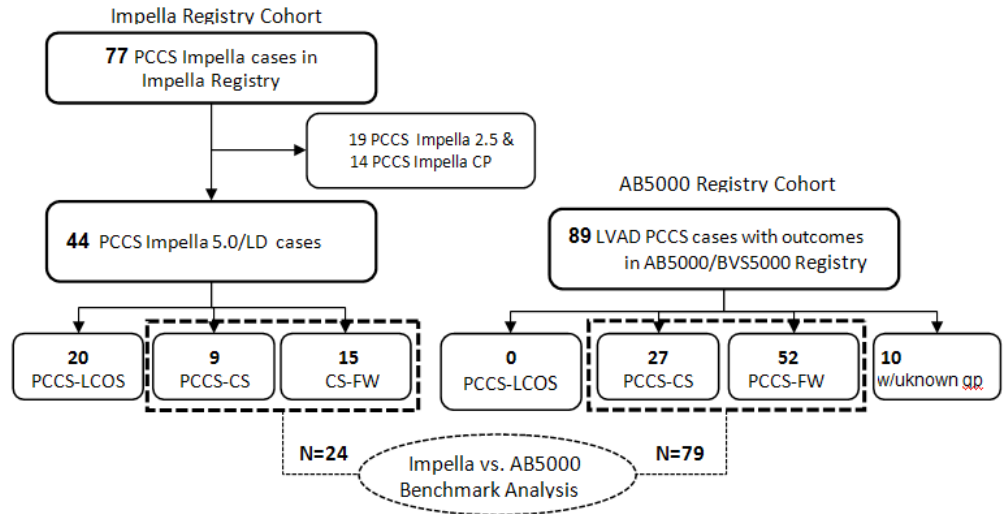 Impella Registry Cohort
77 PCCS Impella cases in
Impella Registry
19 PCCS Impella 2.5 &
14 PCCS Impella CP
44 PCCS Impella 5.0/LD cases
20
PCCS-LCOS
9
PCCS-CS
15
CS-FW
AB5000 Registry Cohort
89 LVAD PCCS cases with outcomes
in AB5000/BVS5000 Registry
0
PCCS-LCOS
27
PCCS-CS
52
PCCS-FW
10
w/uknown gp
N=24
N=79
Impella vs. AB5000
Benchmark Analysis